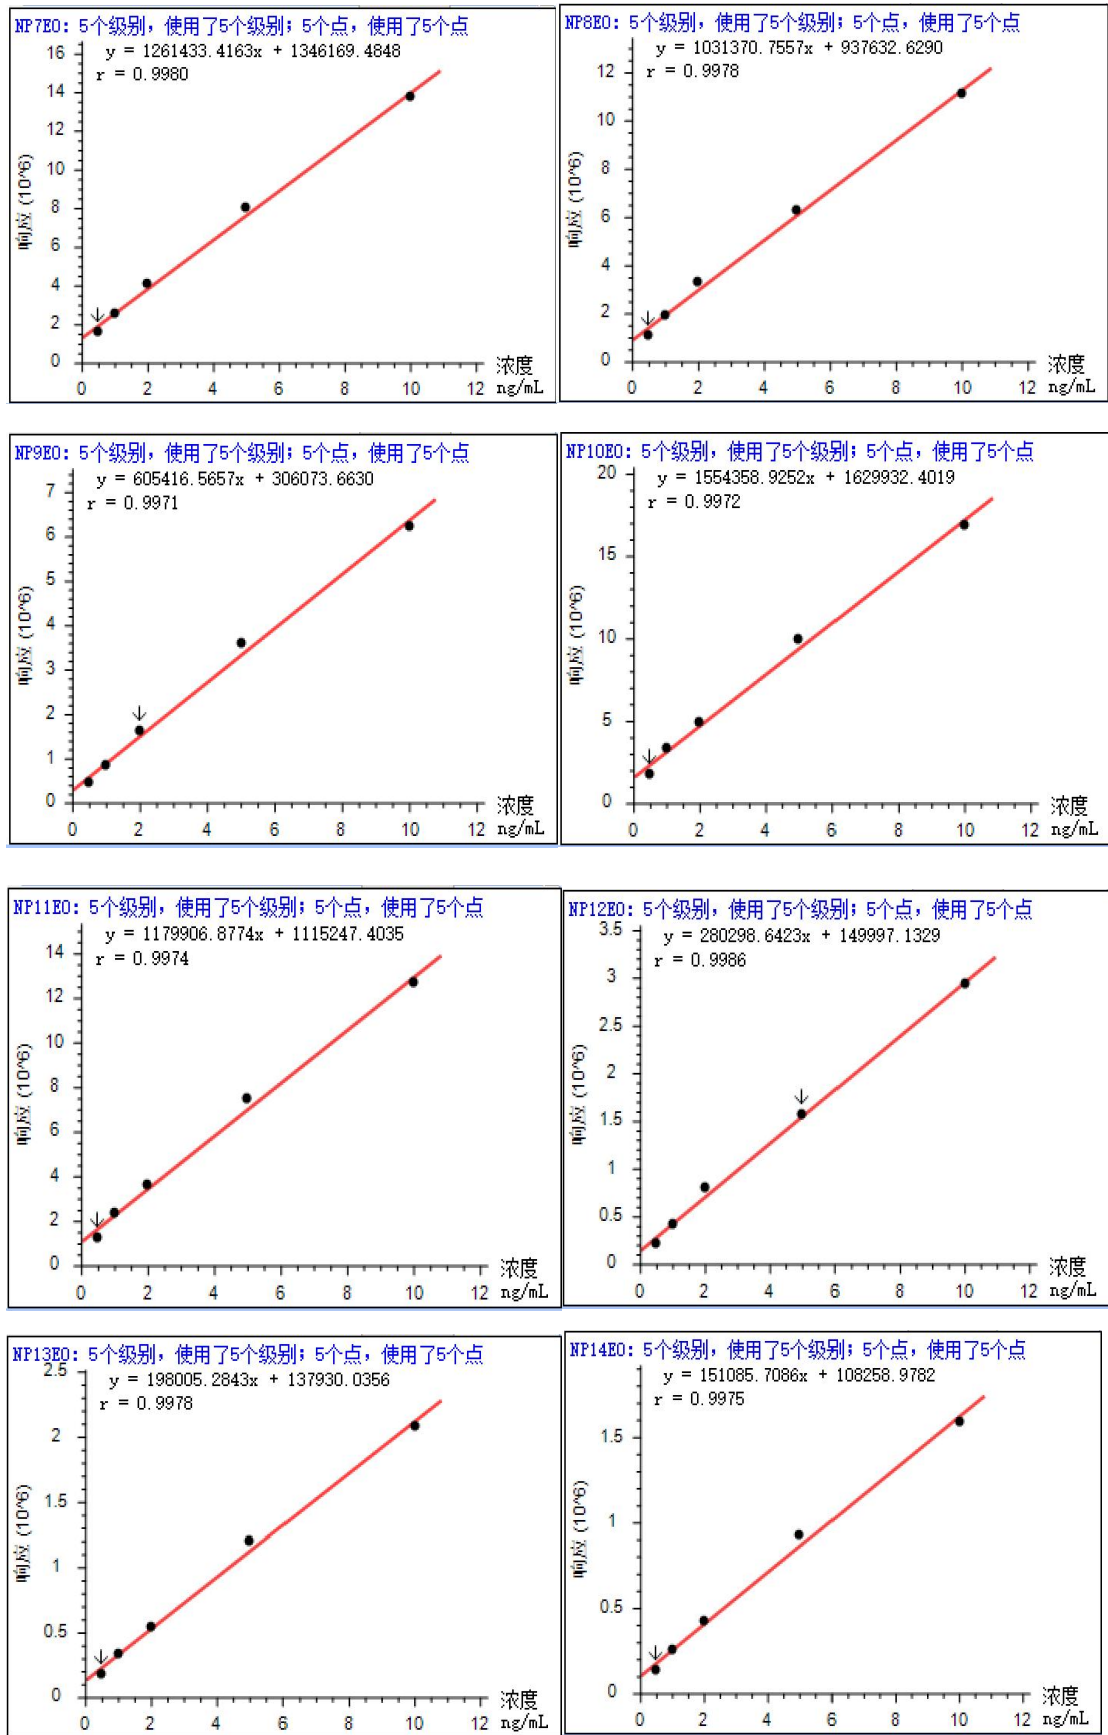 NP7EO: 5个级别，使用了5个级别；5个点，使用了5个点
y = 1261433.4163x + 1346169.4848
r = 0.9980
响应 (10^6)
16
14
12
10
8
6
4
2
0
0 2 4 6 8 10 12
浓度
ng/mL
NP8EO: 5个级别，使用了5个级别；5个点，使用了5个点
y = 1031370.7557x + 937632.6290
r = 0.9978
响应 (10^6)
12
10
8
6
4
2
0
0 2 4 6 8 10 12
浓度
ng/mL
NP9EO: 5个级别，使用了5个级别；5个点，使用了5个点
y = 605416.5657x + 306073.6630
r = 0.9971
响应 (10^6)
7
6
5
4
3
2
1
0
0 2 4 6 8 10 12
浓度
ng/mL
NP10EO: 5个级别，使用了5个级别；5个点，使用了5个点
y = 1554358.9252x + 1629932.4019
r = 0.9972
响应 (10^6)
20
15
10
5
0
0 2 4 6 8 10 12
浓度
ng/mL
NP11EO: 5个级别，使用了5个级别；5个点，使用了5个点
y = 1179906.8774x + 1115247.4035
r = 0.9974
响应 (10^6)
14
12
10
8
6
4
2
0
0 2 4 6 8 10 12
浓度
ng/mL
NP12EO: 5个级别，使用了5个级别；5个点，使用了5个点
y = 280298.6423x + 149997.1329
r = 0.9986
响应 (10^6)
3.5
3
2.5
2
1.5
1
0.5
0
0 2 4 6 8 10 12
浓度
ng/mL
NP13EO: 5个级别，使用了5个级别；5个点，使用了5个点
y = 198005.2843x + 137930.0356
r = 0.9978
响应 (10^6)
2.5
2
1.5
1
0.5
0
0 2 4 6 8 10 12
浓度
ng/mL
NP14EO: 5个级别，使用了5个级别；5个点，使用了5个点
y = 151085.7086x + 108258.9782
r = 0.9975
响应 (10^6)
1.5
1
0.5
0
0 2 4 6 8 10 12
浓度
ng/mL